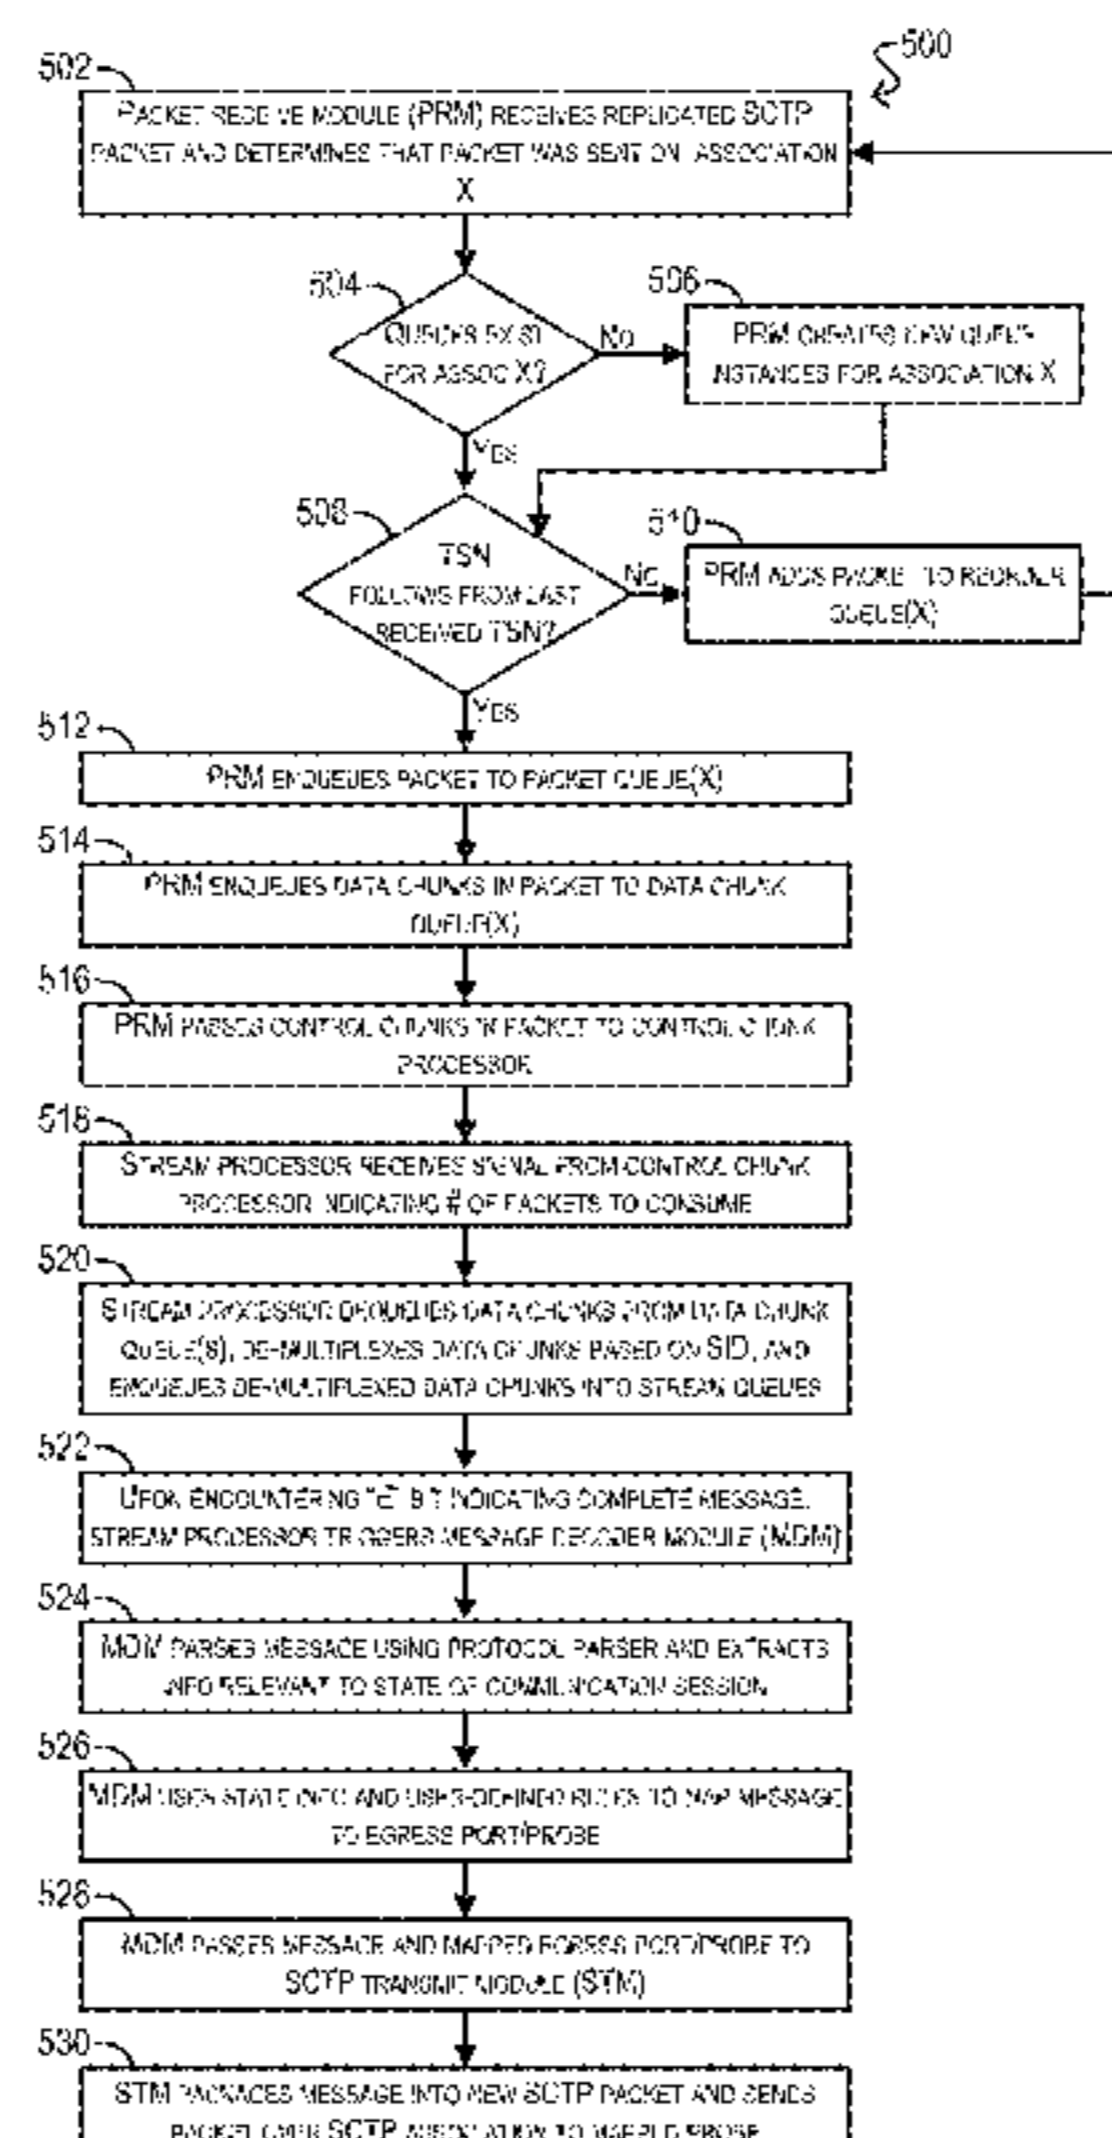 500
502
PACKET RECEIVE MODULE (PRM) RECEIVES REPLICATED SCTP
PACKET AND DETERMINES THAT PACKET WAS SENT ON ASSOCIATION
X
504
QUEUES EXIST
FOR ASSOC X?
NO
506
PRM CREATES NEW QUEUE
INSTANCES FOR ASSOCIATION X
YES
508
TSN
FOLLOWS FROM LAST
RECEIVED TSN?
NO
510
PRM ADDS PACKET TO REORDER
QUEUE(X)
YES
512
PRM ENQUEUES PACKET TO PACKET QUEUE(X)
514
PRM ENQUEUES DATA CHUNKS IN PACKET TO DATA CHUNK
QUEUE(X)
516
PRM PASSES CONTROL CHUNKS IN PACKET TO CONTROL CHUNK
PROCESSOR
518
STREAM PROCESSOR RECEIVES SIGNAL FROM CONTROL CHUNK
PROCESSOR INDICATING # OF PACKETS TO CONSUME
520
STREAM PROCESSOR DEQUEUES DATA CHUNKS FROM DATA CHUNK
QUEUE(S), DE-MULTIPLEXES DATA CHUNKS BASED ON SID, AND
ENQUEUES DE-MULTIPLEXED DATA CHUNKS INTO STREAM QUEUES
522
UPON ENCOUNTERING "E" BIT INDICATING COMPLETE MESSAGE,
STREAM PROCESSOR TRIGGERS MESSAGE DECODER MODULE (MDM)
524
MDM PARSES MESSAGE USING PROTOCOL PARSER AND EXTRACTS
INFO RELEVANT TO STATE OF COMMUNICATION SESSION
526
MDM USES STATE INFO AND USER-DEFINED RULES TO MAP MESSAGE
TO EGRESS PORT/PROBE
528
MDM PASSES MESSAGE AND MAPPED EGRESS PORT/PROBE TO
SCTP TRANSMIT MODULE (STM)
530
STM PACKAGES MESSAGE INTO NEW SCTP PACKET AND SENDS
PACKET OVER SCTP ASSOCIATION TO MAPPED PROBE